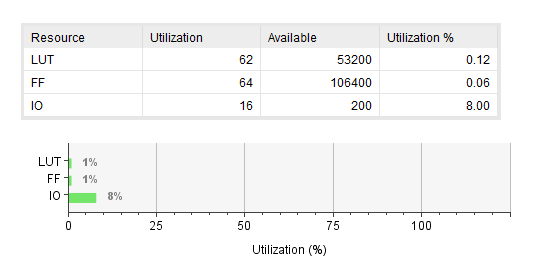 Resource Utilization Available Utilization %
LUT 62 53200 0.12
FF 64 106400 0.06
IO 16 200 8.00
LUT 1%
FF 1%
IO 8%
0 25 50 75 100
Utilization (%)